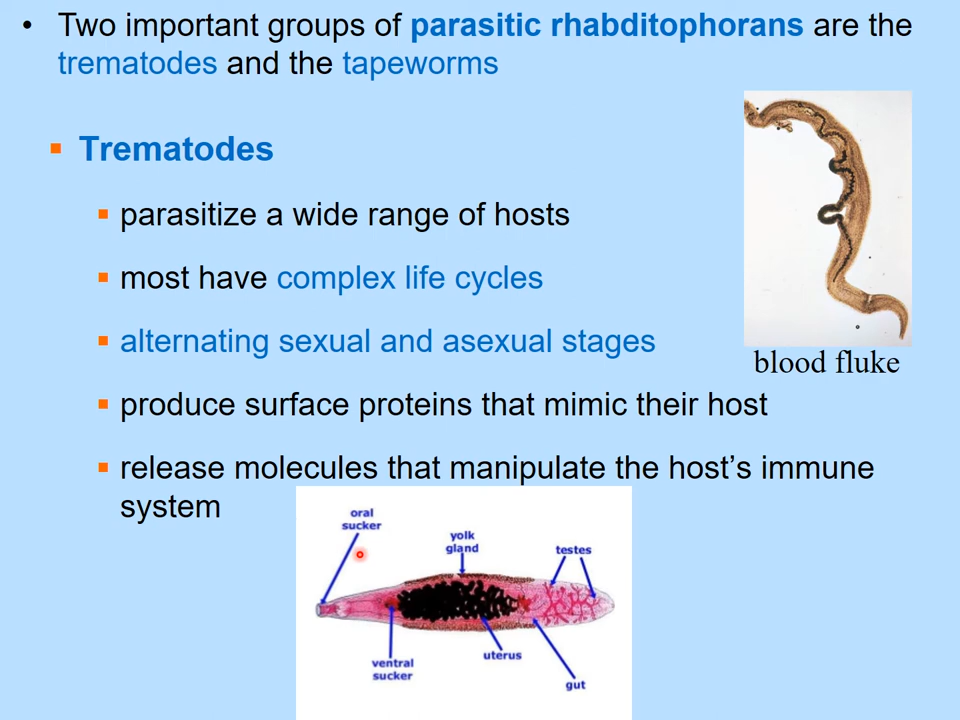 • Two important groups of parasitic rhabditophorans are the
trematodes and the tapeworms
▪ Trematodes
▪ parasitize a wide range of hosts
▪ most have complex life cycles
▪ alternating sexual and asexual stages
blood fluke
▪ produce surface proteins that mimic their host
▪ release molecules that manipulate the host’s immune
system
oral
sucker
yolk
gland
testes
ventral
sucker
uterus
gut